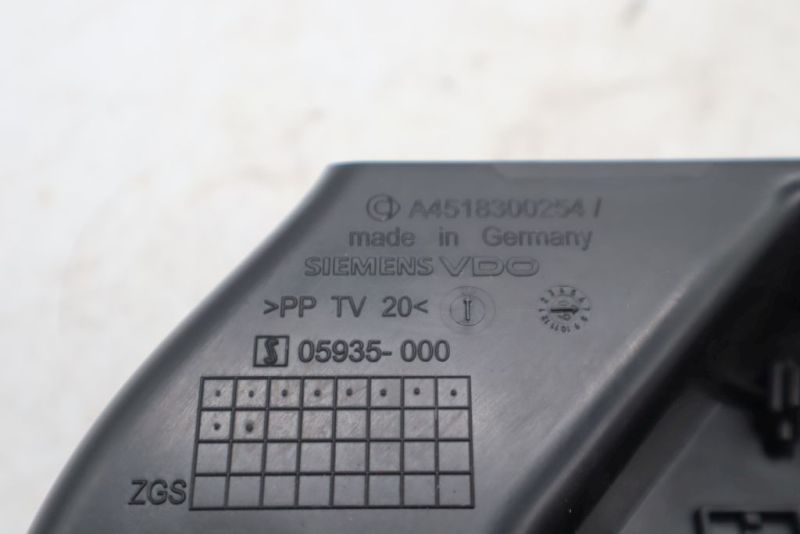 A4518300254 /
made in Germany
SIEMENS VDO
>PP TV 20<
05935-000
ZGS